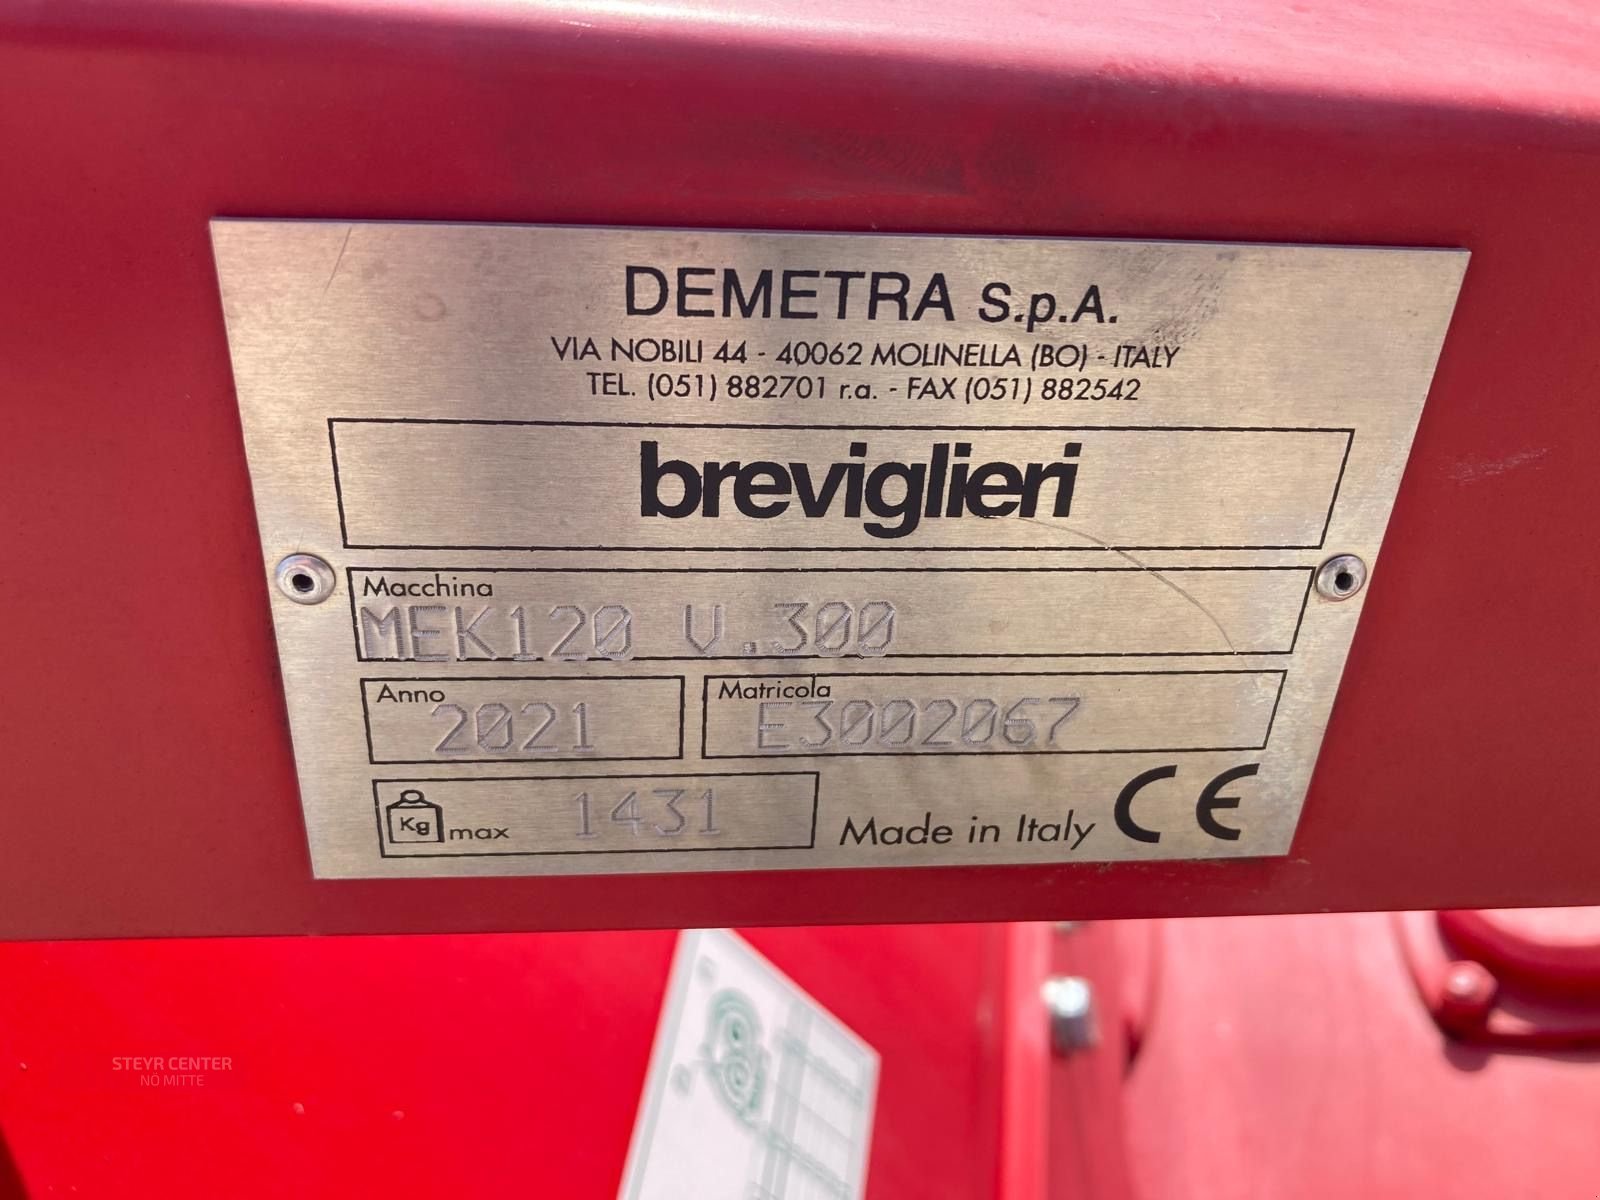 DEMETRA S.p.A.
VIA NOBILI 44 - 40062 MOLINELLA (BO) - ITALY
TEL. (051) 882701 r.a. - FAX (051) 882542
breviglieri
Macchina
MEK120 V.300
Anno
2021
Matricola
E3002067
Kg max 1431
Made in Italy CE
STEYR CENTER
NÖ MITTE